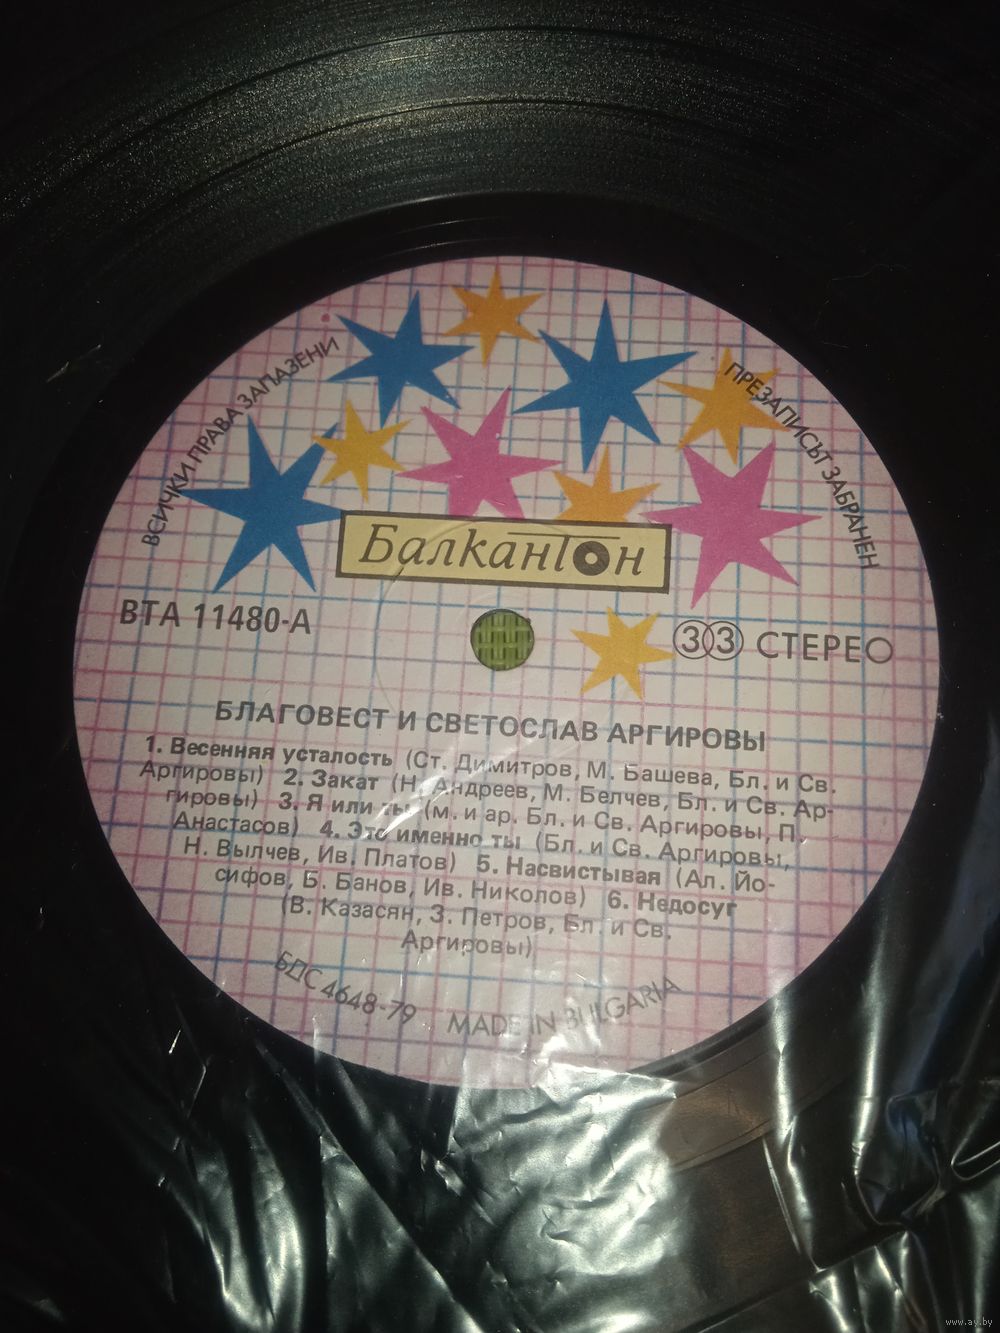 ВСИЧКИ ПРАВА ЗАПАЗЕНИ
ПРЕЗАПИСЪТ ЗАБРАНЕН
Балкантон
ВТА 11480-А
33 СТЕРЕО
БЛАГОВЕСТ И СВЕТОСЛАВ АРГИРОВЫ
1. Весенняя усталость (Ст. Димитров, М. Башева, Бл. и Св.
Аргировы) 2. Закат (Н. Андреев, М. Белчев, Бл. и Св. Ар-
гировы) 3. Я или ты (м. и ар. Бл. и Св. Аргировы, П.
Анастасов) 4. Это именно ты (Бл. и Св. Аргировы,
Н. Вылчев, Ив. Платов) 5. Насвистывая (Ал. Йо-
сифов, Б. Банов, Ив. Николов) 6. Недосуг
(В. Казасян, З. Петров, Бл. и Св.
Аргировы)
БДС 4648-79 MADE IN BULGARIA
www.ay.by